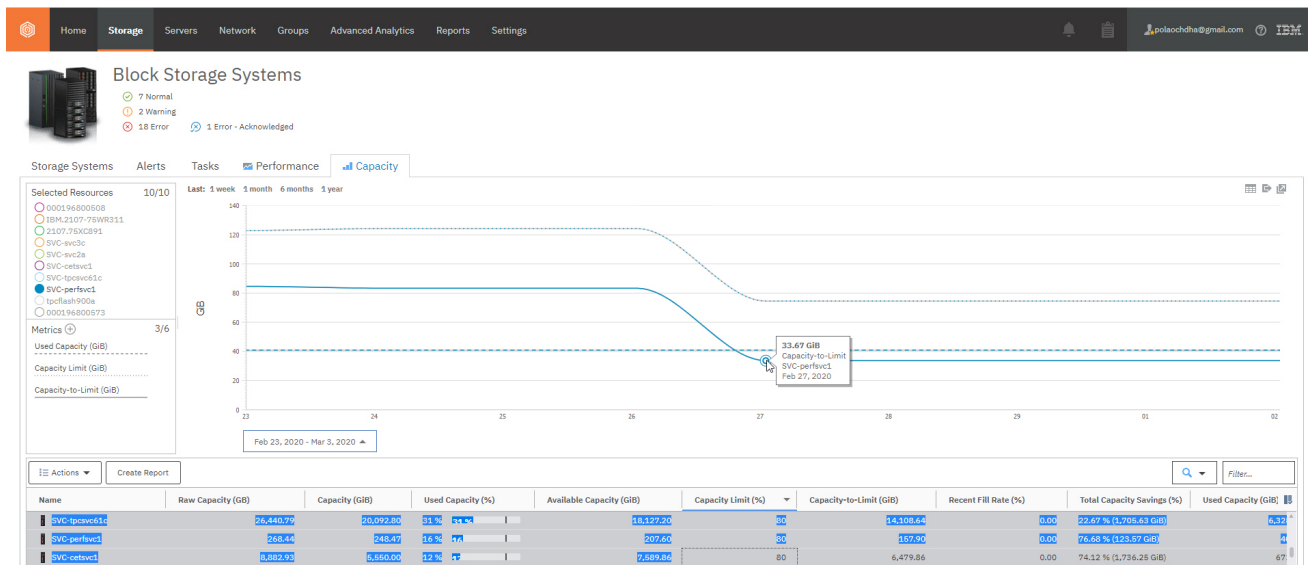 Home Storage Servers Network Groups Advanced Analytics Reports Settings polaochdha@gmail.com IBM.
Block Storage Systems
7 Normal
2 Warning
18 Error 1 Error - Acknowledged
Storage Systems Alerts Tasks Performance Capacity
Selected Resources 10/10
000196800508
IBM.2107-75WR311
2107.75XC891
SVC-svc3c
SVC-svc2a
SVC-cetsvc1
SVC-tpcsvc61c
SVC-perfsvc1
tpcflash900a
000196800573
Metrics 3/6
Used Capacity (GiB)
Capacity Limit (GiB)
Capacity-to-Limit (GiB)
Last: 1 week 1 month 6 months 1 year
GiB
140
120
100
80
60
40
20
0
23 24 25 26 27 28 29 01 02
33.67 GiB
Capacity-to-Limit
SVC-perfsvc1
Feb 27, 2020
Feb 23, 2020 - Mar 3, 2020
Actions Create Report Filter...
Name Raw Capacity (GB) Capacity (GiB) Used Capacity (%) Available Capacity (GiB) Capacity Limit (%) Capacity-to-Limit (GiB) Recent Fill Rate (%) Total Capacity Savings (%) Used Capacity (GiB)
SVC-tpcsvc61c 26,440.79 20,092.80 31 % 31 % 18,127.20 80 14,108.64 0.00 22.67 % (1,705.63 GiB)
SVC-perfsvc1 268.44 248.47 16 % 16 207.60 80 157.90 0.00 76.68 % (123.57 GiB)
SVC-cetsvc1 8,882.93 5,550.00 12 % 7,589.86 80 6,479.86 0.00 74.12 % (1,736.25 GiB)